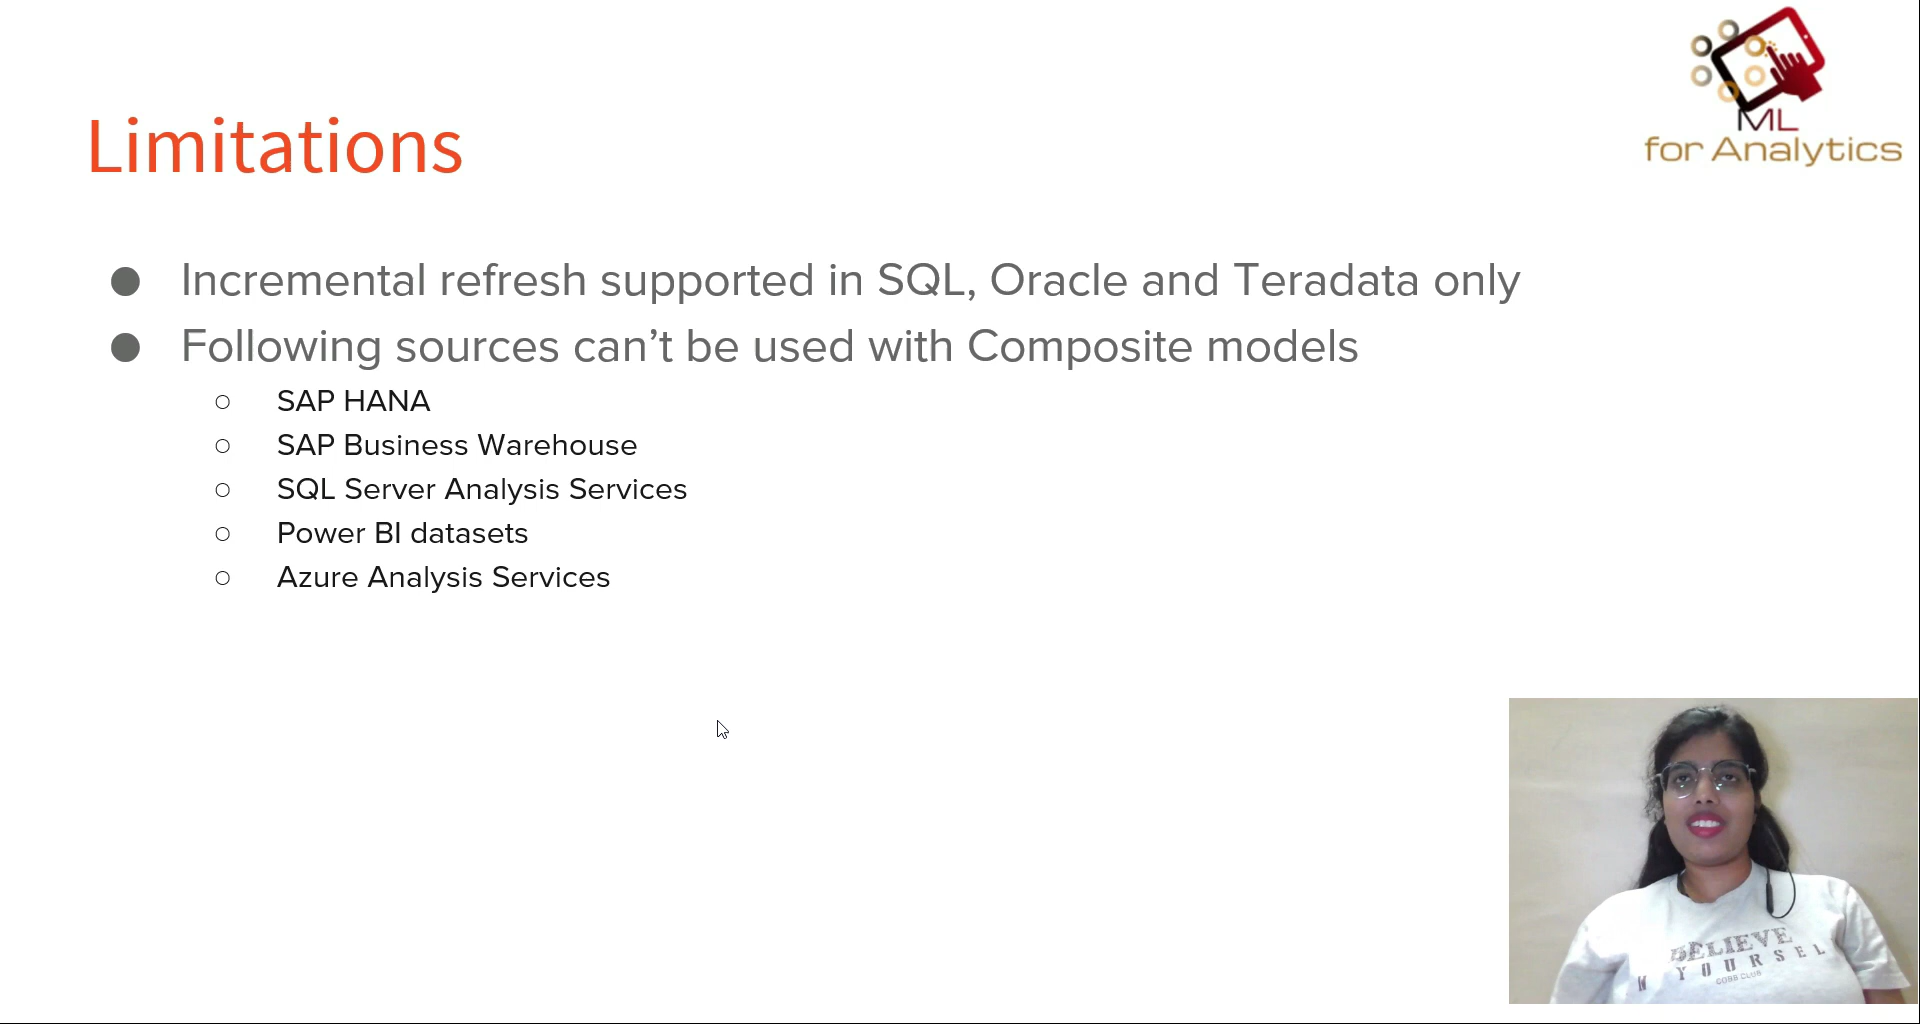 ML
for Analytics
Limitations
● Incremental refresh supported in SQL, Oracle and Teradata only
● Following sources can’t be used with Composite models
○ SAP HANA
○ SAP Business Warehouse
○ SQL Server Analysis Services
○ Power BI datasets
○ Azure Analysis Services
BELIEVE
N YOURSEL
COBB CLUB